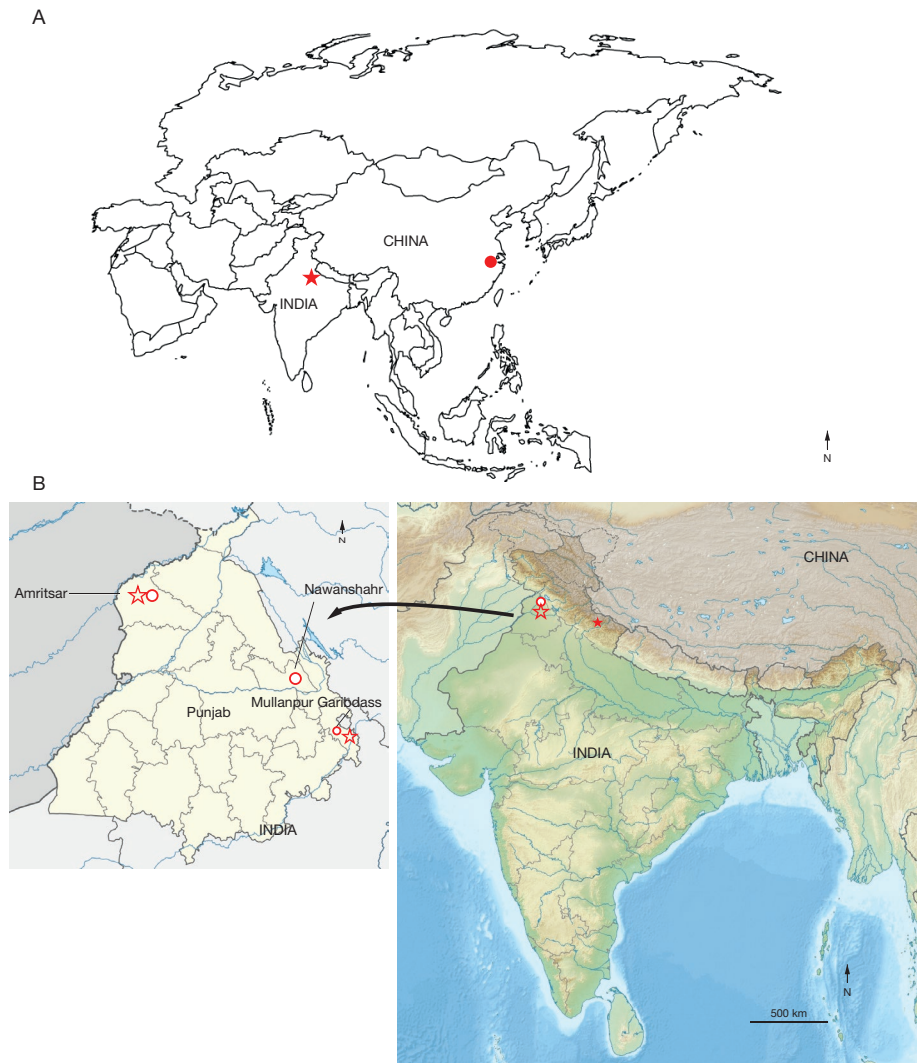 A
CHINA
INDIA
N
B
N
Amritsar
Nawanshahr
Punjab
Mullanpur Garibdass
INDIA
CHINA
INDIA
N
500 km